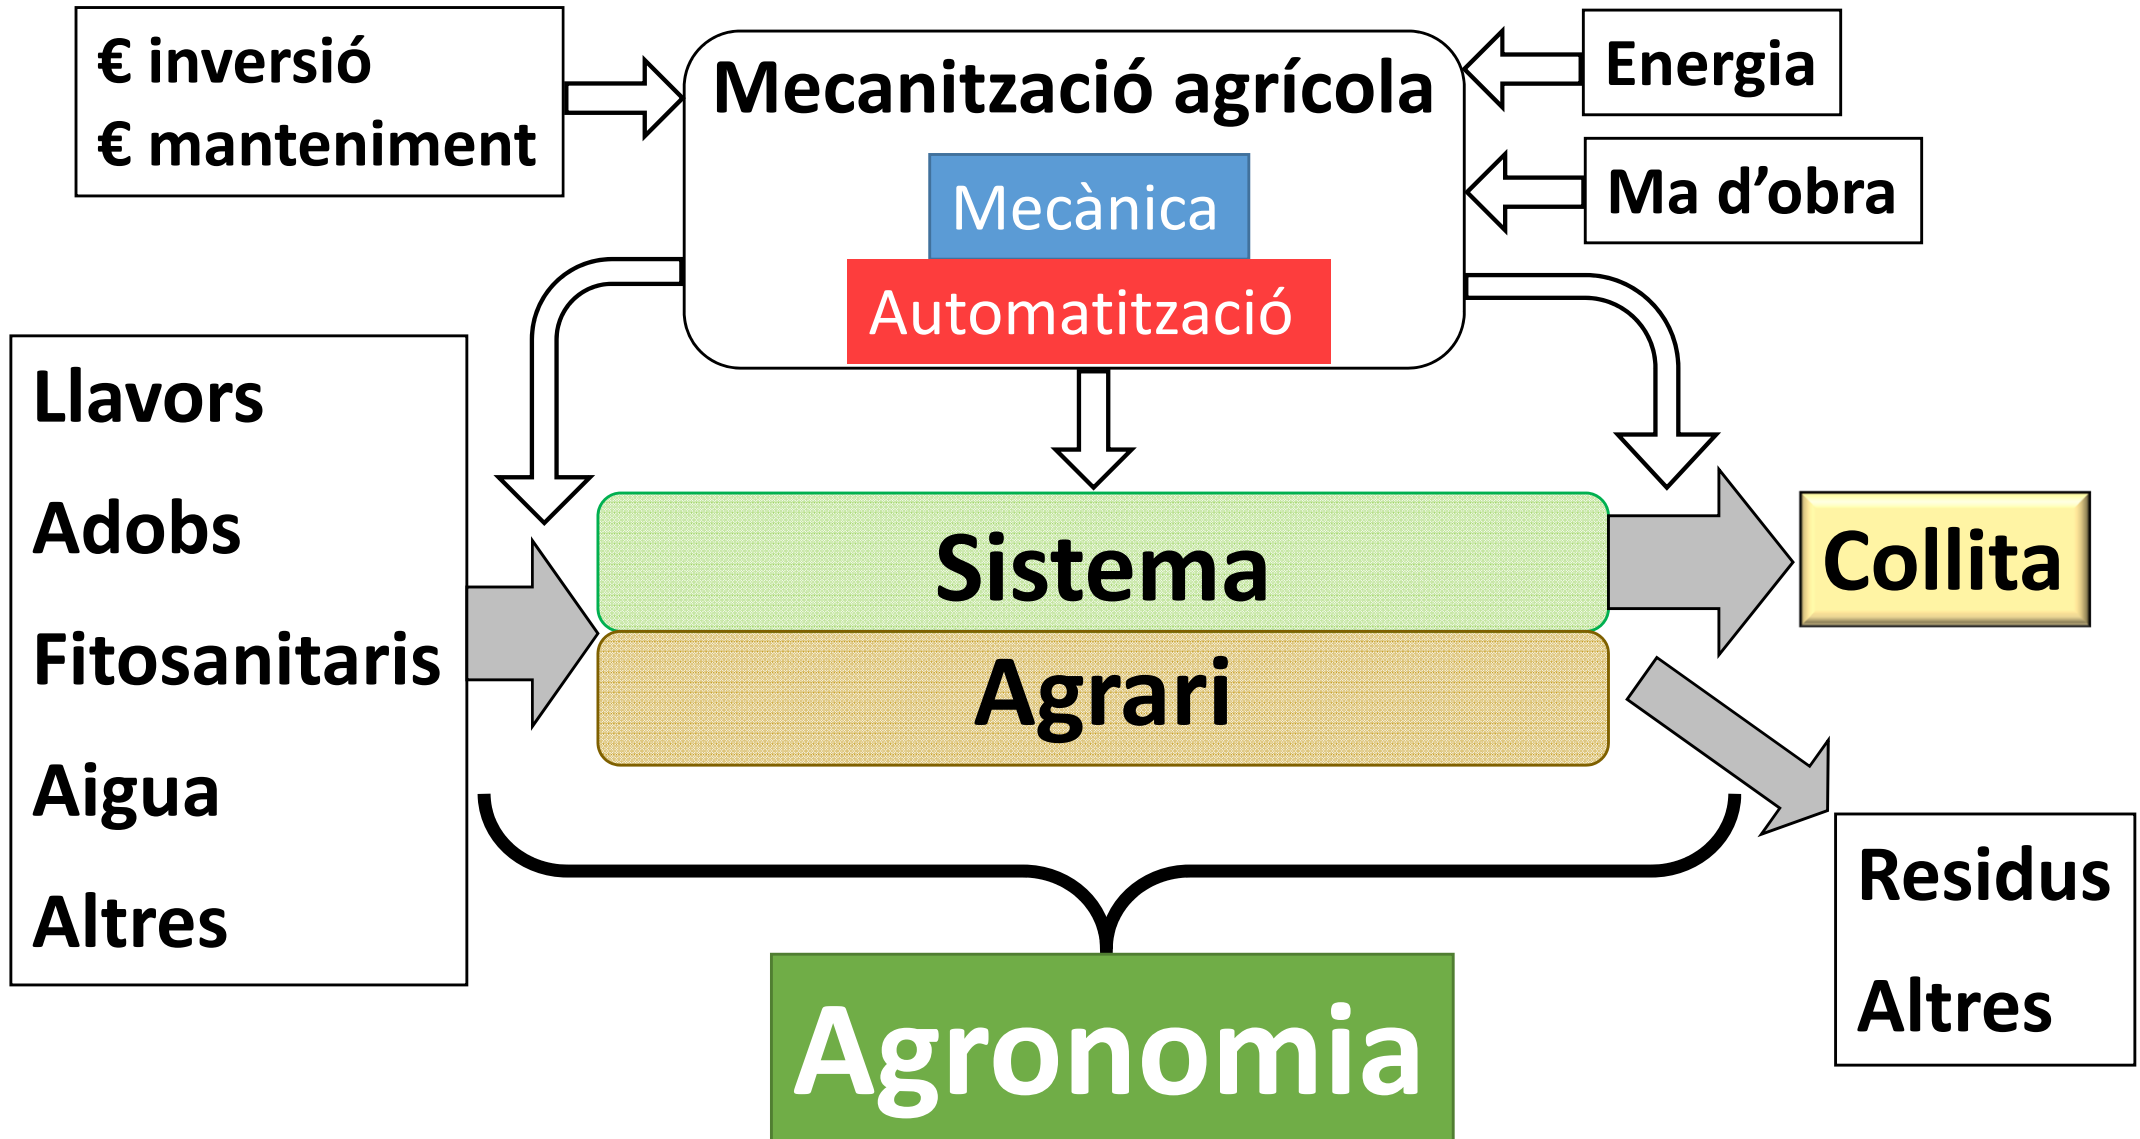 € inversió
€ manteniment
Mecanització agrícola
Mecànica
Automatització
Energia
Ma d’obra
Llavors
Adobs
Fitosanitaris
Aigua
Altres
Sistema
Agrari
Collita
Residus
Altres
Agronomia